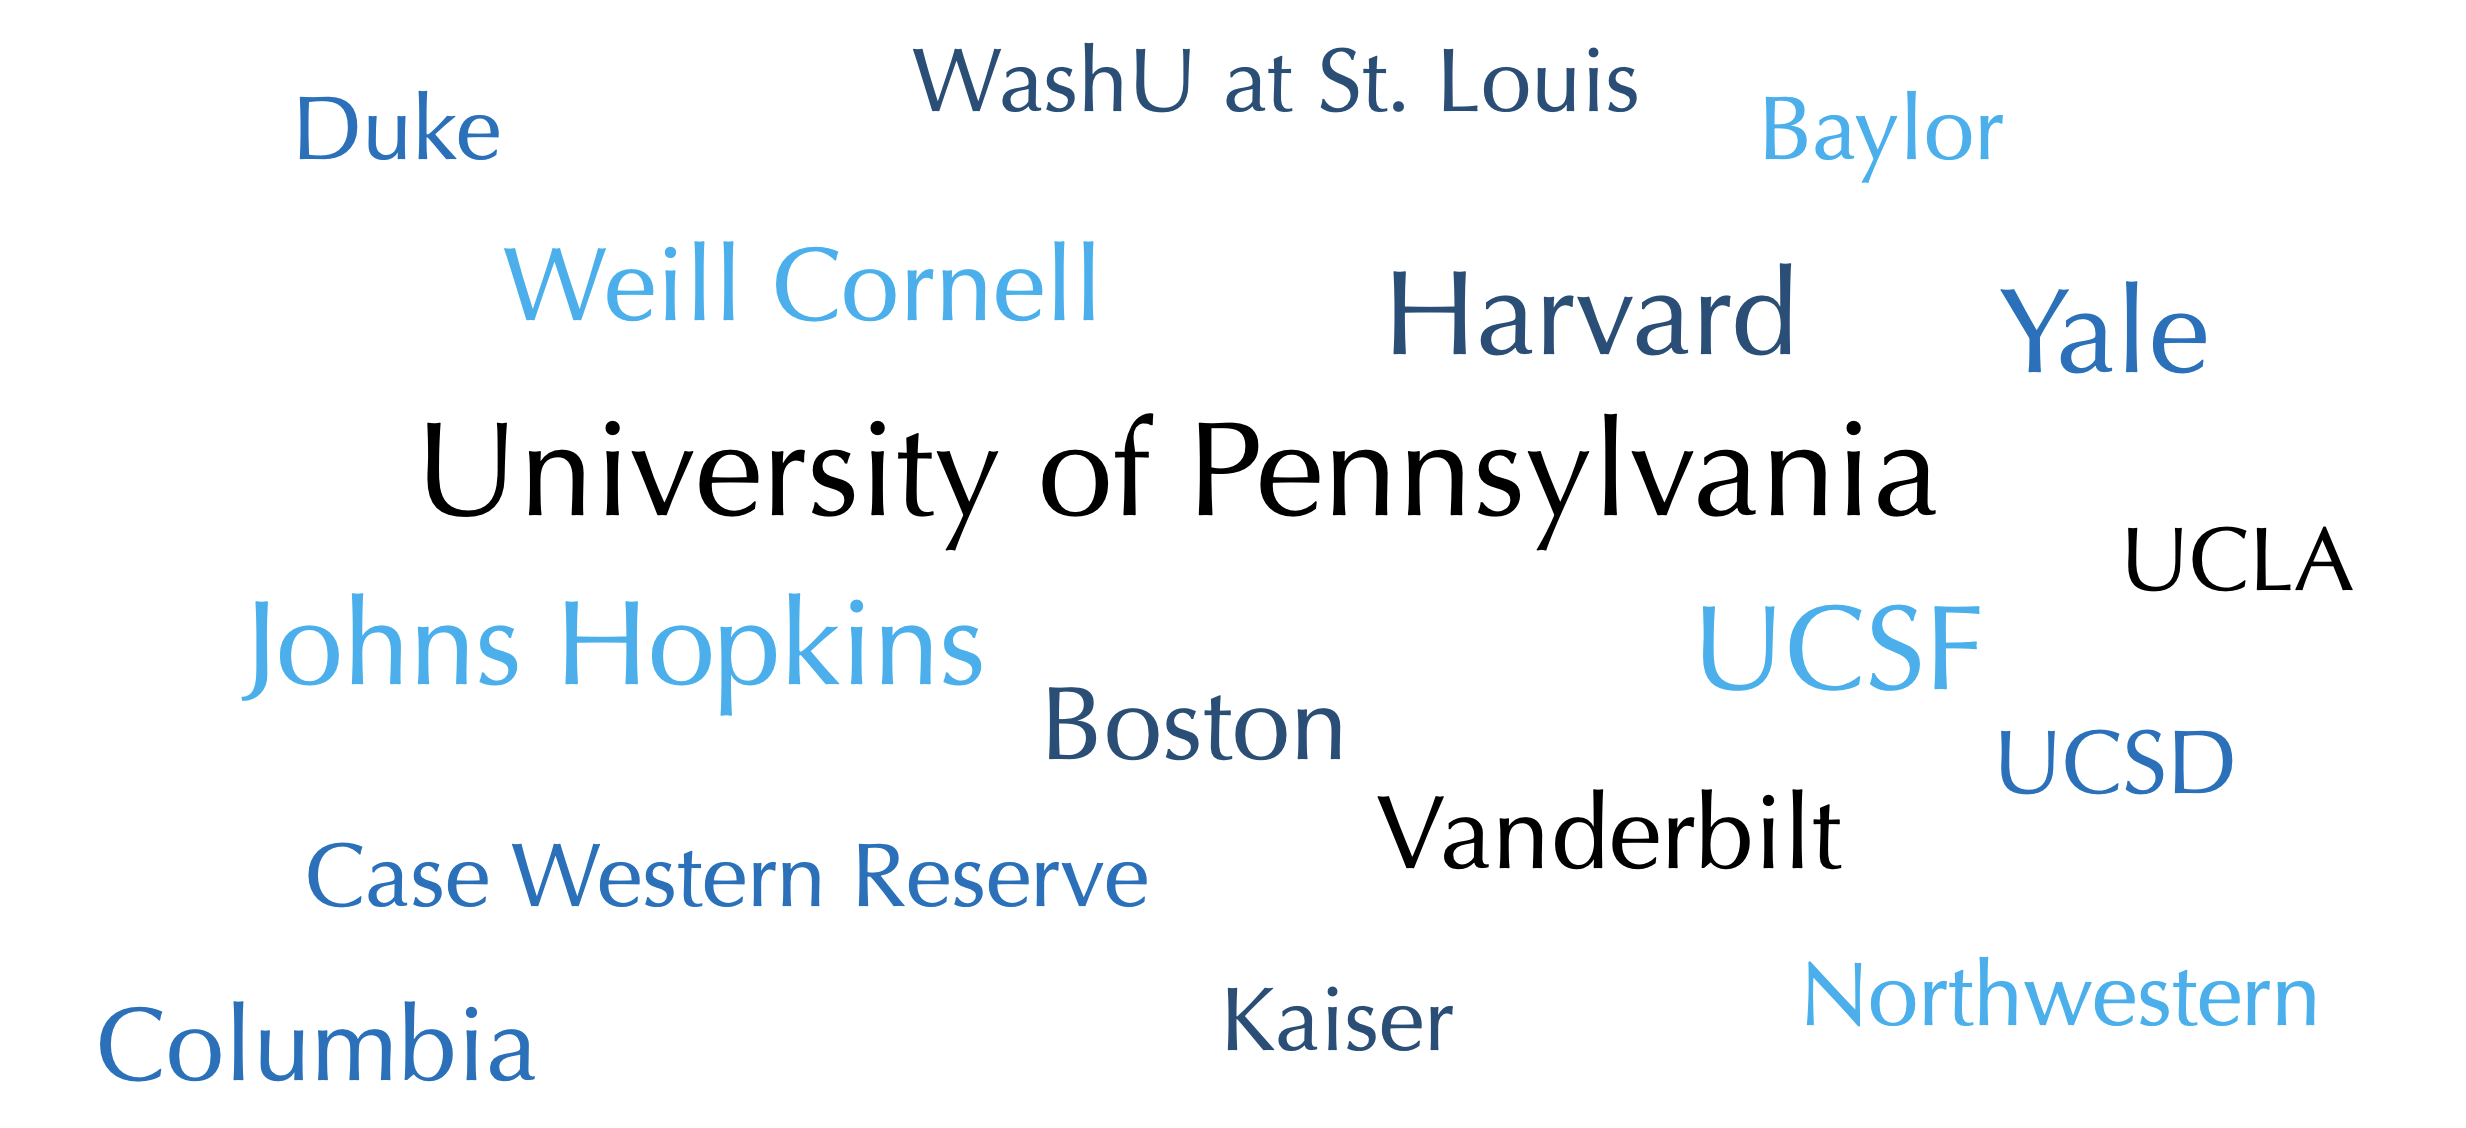 WashU at St. Louis
Duke
Baylor
Weill Cornell
Harvard
Yale
University of Pennsylvania
UCLA
Johns Hopkins
UCSF
Boston
UCSD
Vanderbilt
Case Western Reserve
Northwestern
Kaiser
Columbia